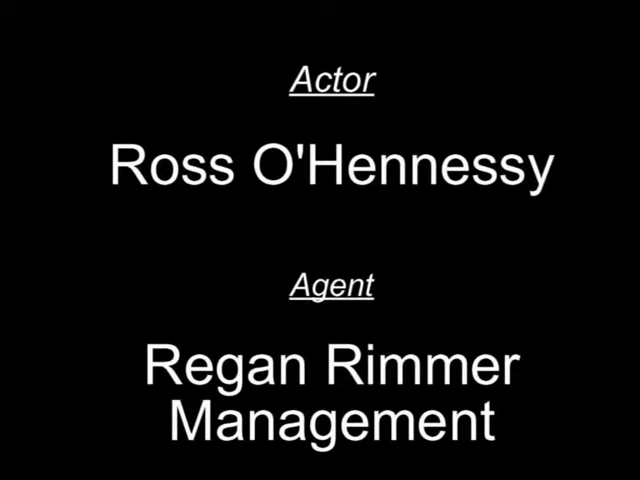 Actor
Ross O'Hennessy
Agent
Regan Rimmer
Management